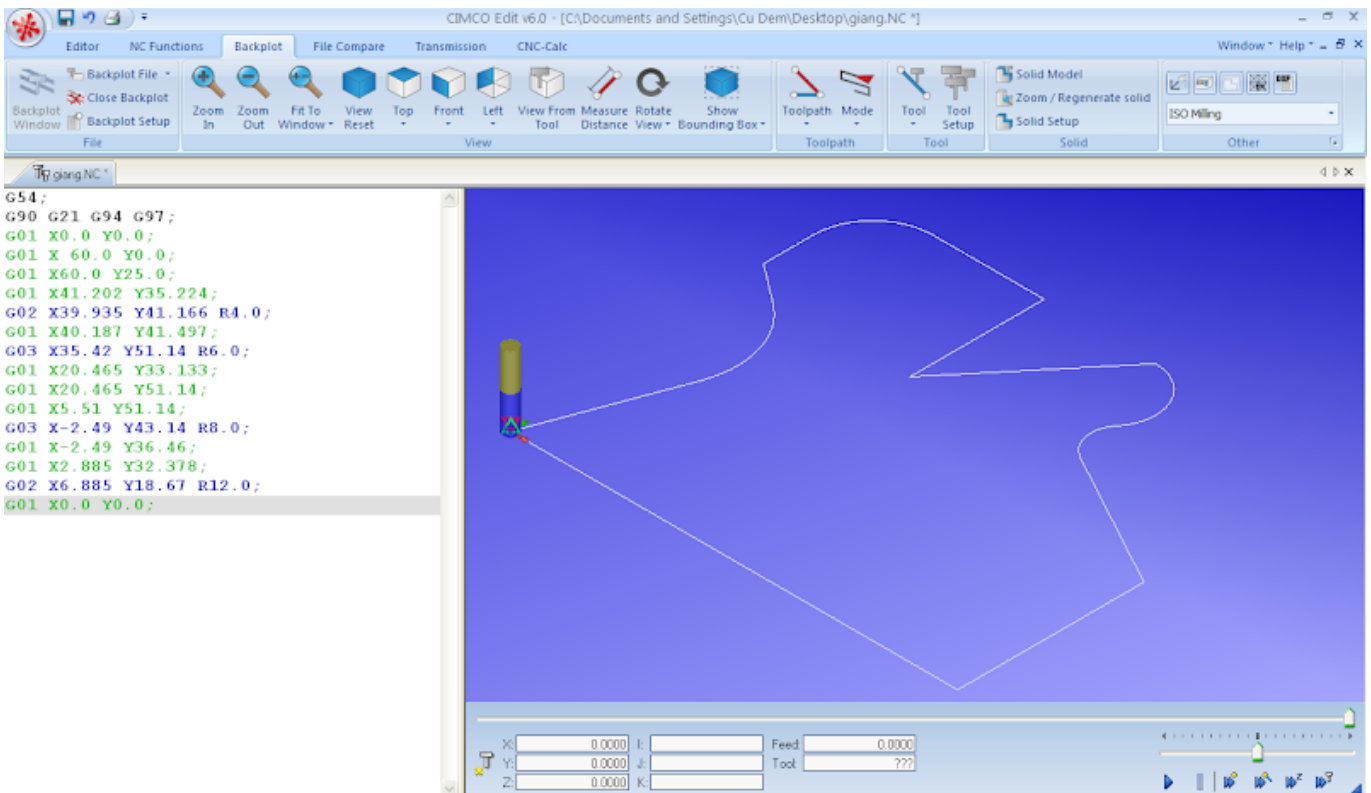 CIMCO Edit v6.0 - [C:\Documents and Settings\Cu Dem\Desktop\giang.NC *]
Editor NC Functions Backplot File Compare Transmission CNC-Calc Window Help
Backplot Window
Backplot File
Close Backplot
Backplot Setup
File
Zoom In
Zoom Out
Fit To Window
View Reset
Top
Front
Left
View From Tool
Measure Distance
Rotate View
Show Bounding Box
View
Toolpath
Mode
Toolpath
Tool
Tool Setup
Tool
Solid Model
Zoom / Regenerate solid
Solid Setup
Solid
ISO Milling
Other
giang.NC *
G54;
G90 G21 G94 G97;
G01 X0.0 Y0.0;
G01 X 60.0 Y0.0;
G01 X60.0 Y25.0;
G01 X41.202 Y35.224;
G02 X39.935 Y41.166 R4.0;
G01 X40.187 Y41.497;
G03 X35.42 Y51.14 R6.0;
G01 X20.465 Y33.133;
G01 X20.465 Y51.14;
G01 X5.51 Y51.14;
G03 X-2.49 Y43.14 R8.0;
G01 X-2.49 Y36.46;
G01 X2.885 Y32.378;
G02 X6.885 Y18.67 R12.0;
G01 X0.0 Y0.0;
X: 0.0000 I: Feed: 0.0000
Y: 0.0000 J: Tool: ???
Z: 0.0000 K: